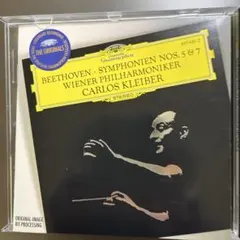 THE ORIGINALS
BEETHOVEN · SYMPHONIEN NOS. 5 & 7
WIENER PHILHARMONIKER
CARLOS KLEIBER
STEREO
ORIGINAL-IMAGE
BIT-PROCESSING